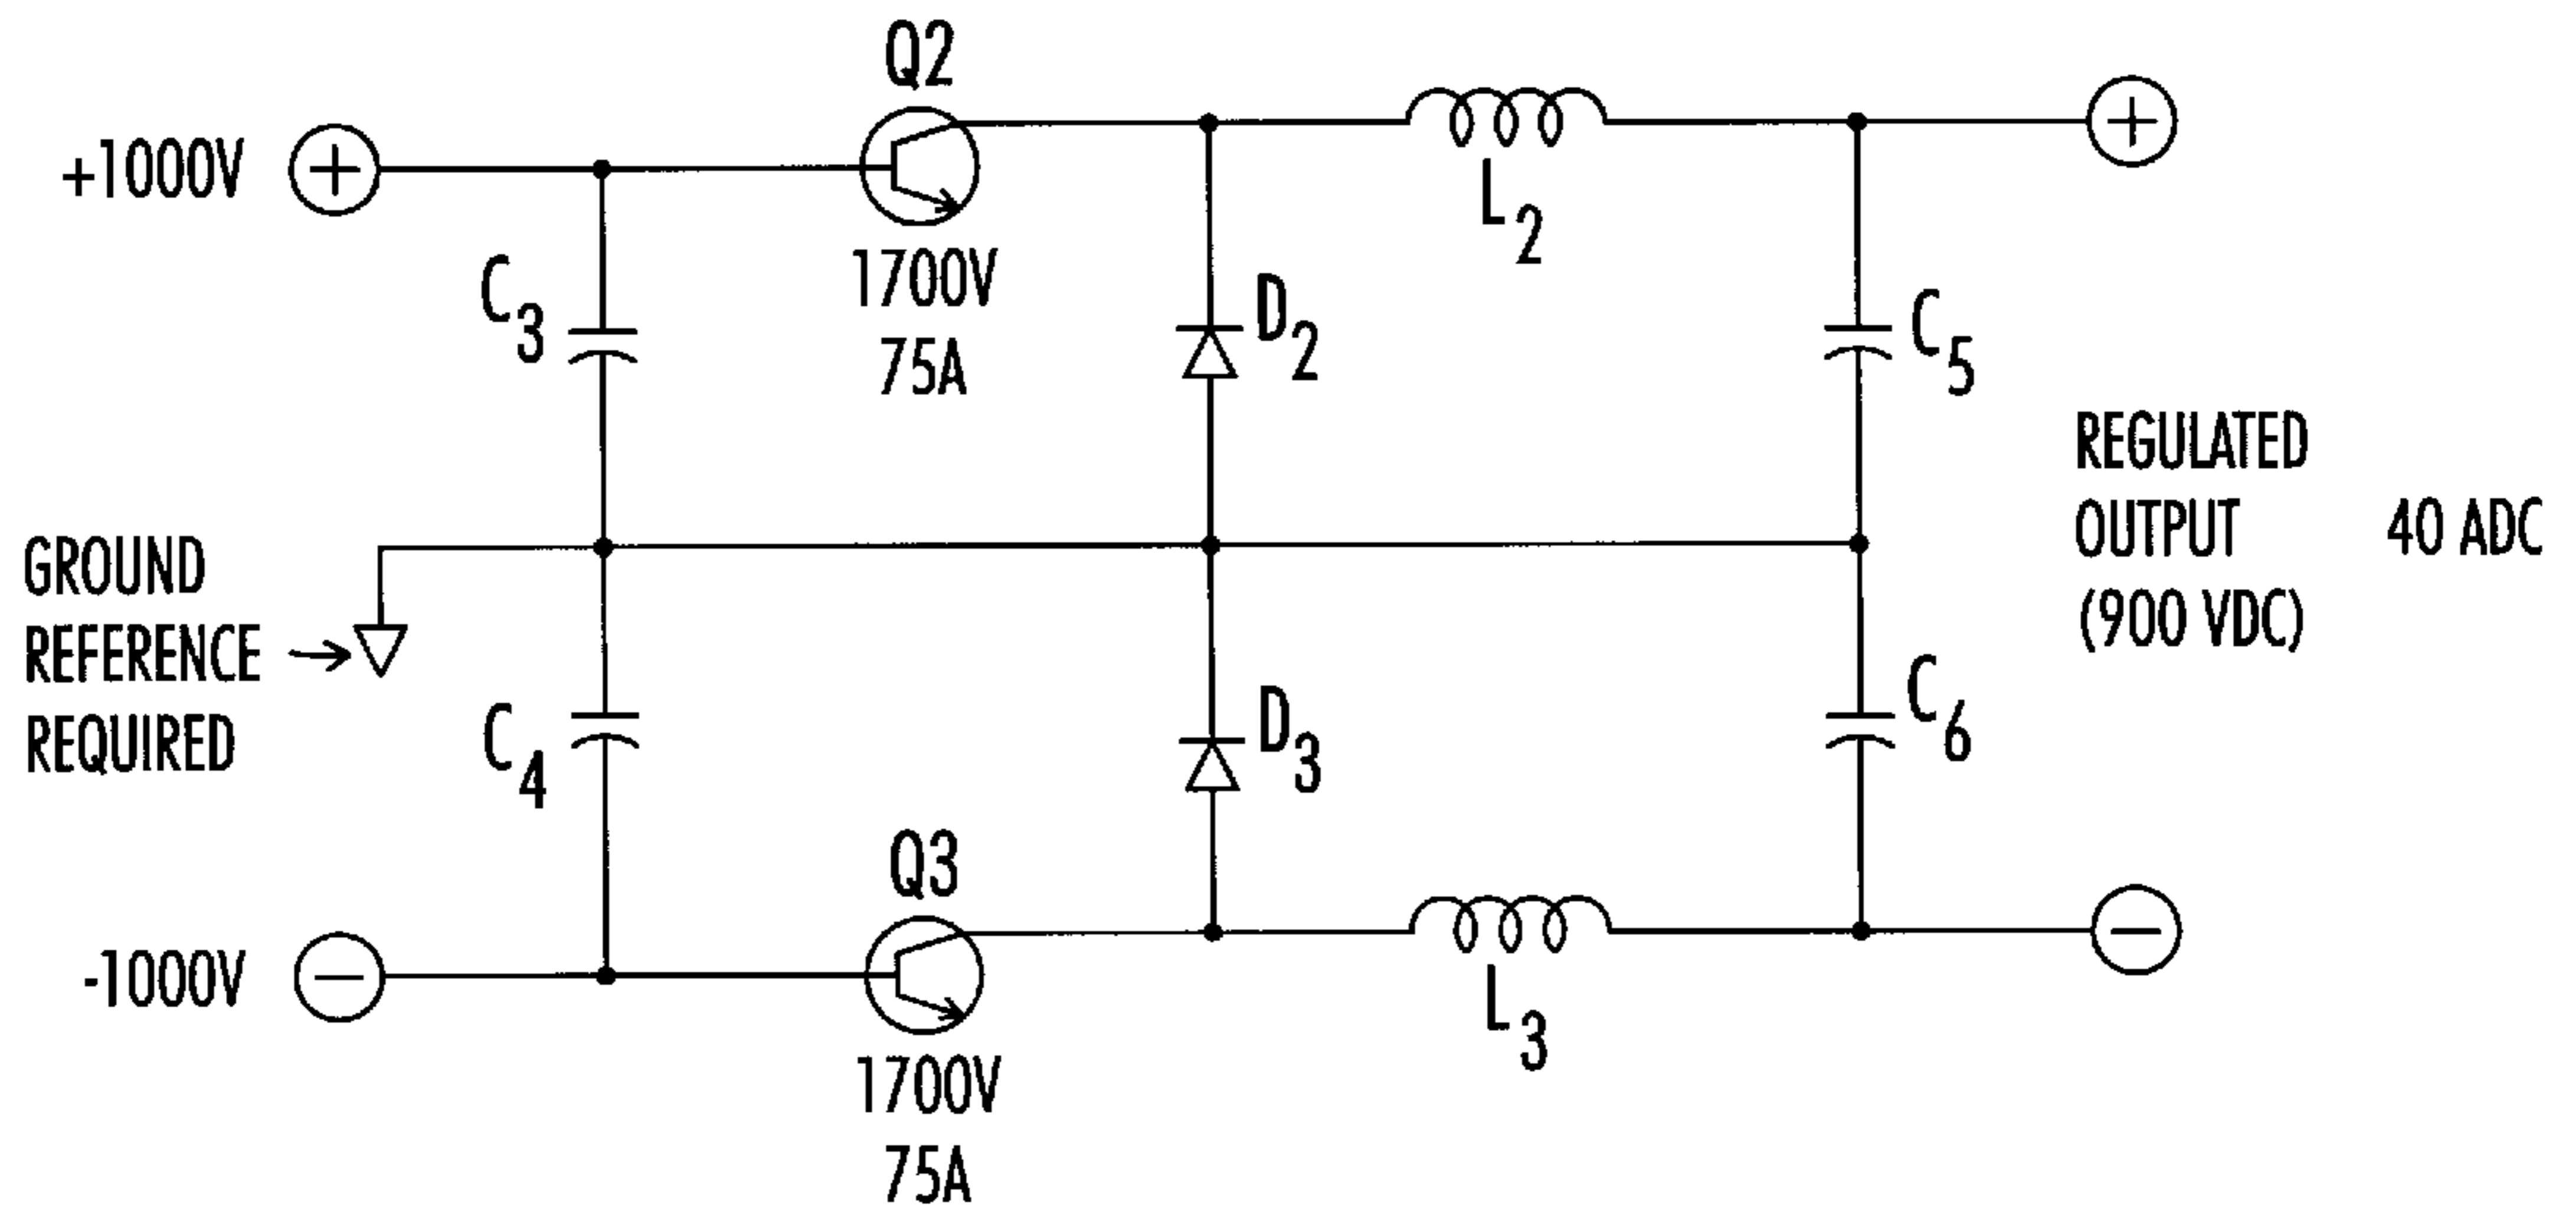 Q2
+1000V
1700V
75A
C3
D2
L2
C5
REGULATED
OUTPUT 40 ADC
(900 VDC)
GROUND
REFERENCE
REQUIRED
C4
D3
C6
Q3
-1000V
L3
1700V
75A